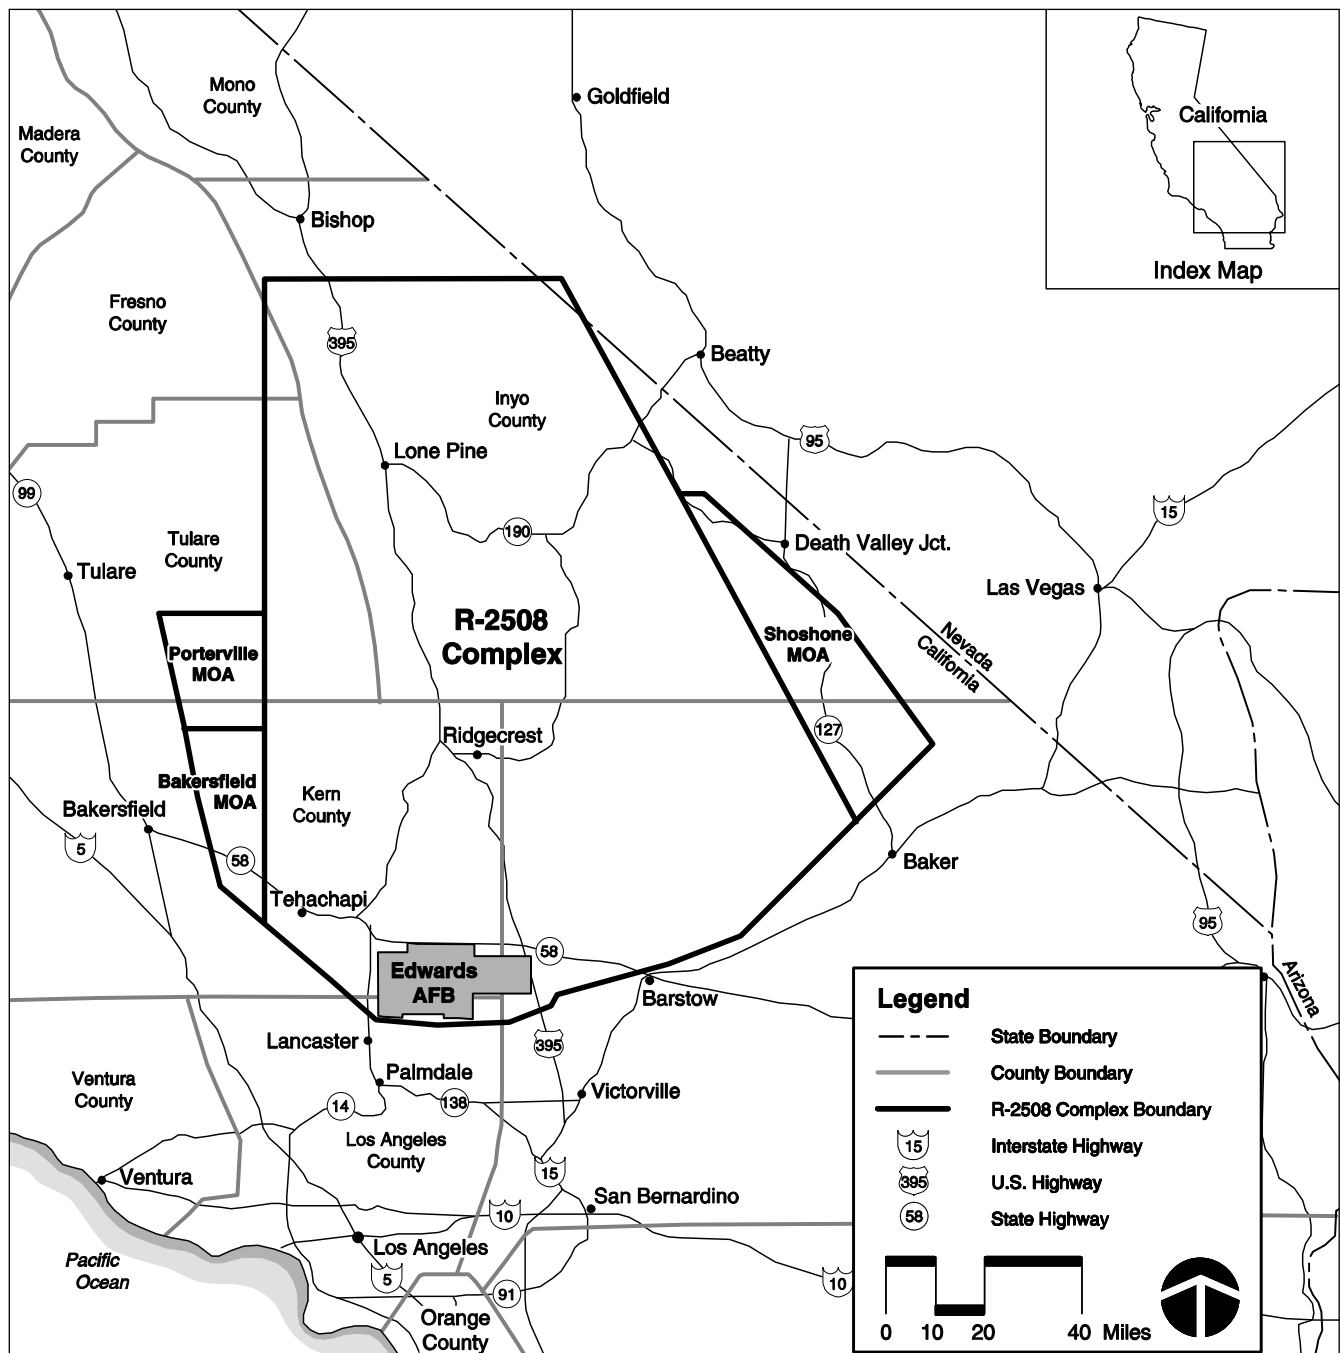 Mono
County
Goldfield
Madera
County
California
Bishop
Index Map
Fresno
County
395
Beatty
Inyo
County
95
Lone Pine
99
15
190
Tulare
County
Death Valley Jct.
Tulare
Las Vegas
R-2508
Complex
Shoshone
MOA
Nevada
California
Porterville
MOA
127
Ridgecrest
Bakersfield
MOA
Kern
County
Bakersfield
5
58
Baker
Tehachapi
95
58
Edwards
AFB
Barstow
Arizona
Lancaster
395
Palmdale
Ventura
County
14
138
Victorville
Los Angeles
County
15
Ventura
San Bernardino
10
Los Angeles
Pacific
Ocean
5
91
10
Orange
County
Legend
State Boundary
County Boundary
R-2508 Complex Boundary
15
Interstate Highway
395
U.S. Highway
58
State Highway
0 10 20 40 Miles